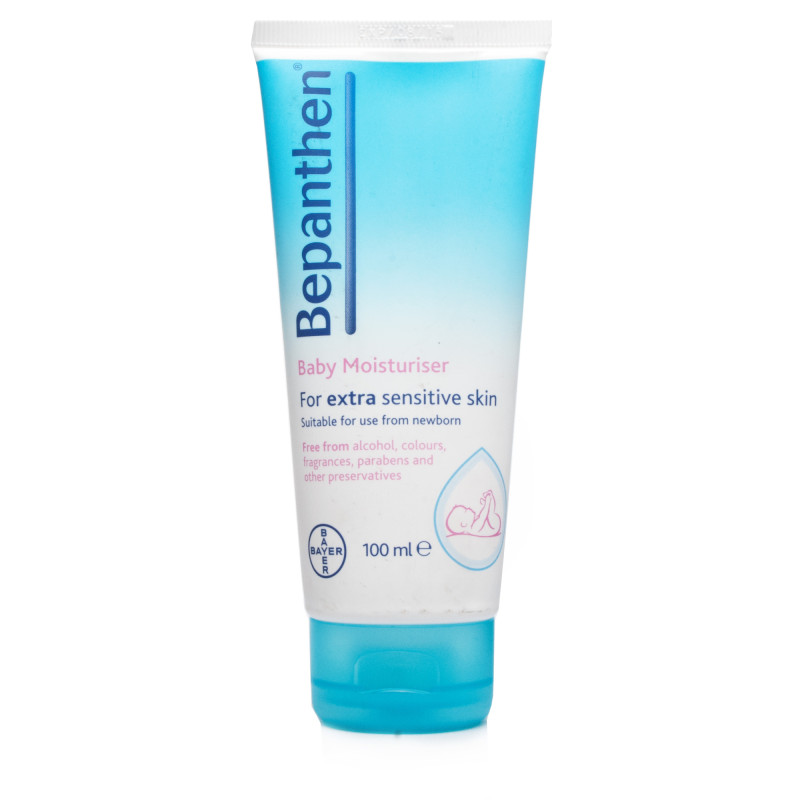 Bepanthen®
Baby Moisturiser
For extra sensitive skin
Suitable for use from newborn
Free from alcohol, colours,
fragrances, parabens and
other preservatives
BAYER
BAYER
100 ml ℮